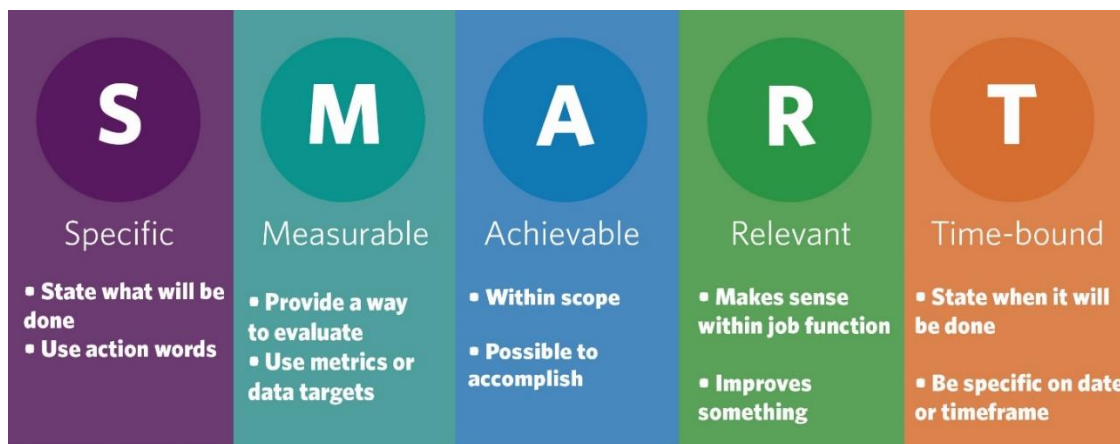 S
Specific
▪ State what will be
done
▪ Use action words
M
Measurable
▪ Provide a way
to evaluate
▪ Use metrics or
data targets
A
Achievable
▪ Within scope
▪ Possible to
accomplish
R
Relevant
▪ Makes sense
within job function
▪ Improves
something
T
Time-bound
▪ State when it will
be done
▪ Be specific on date
or timeframe